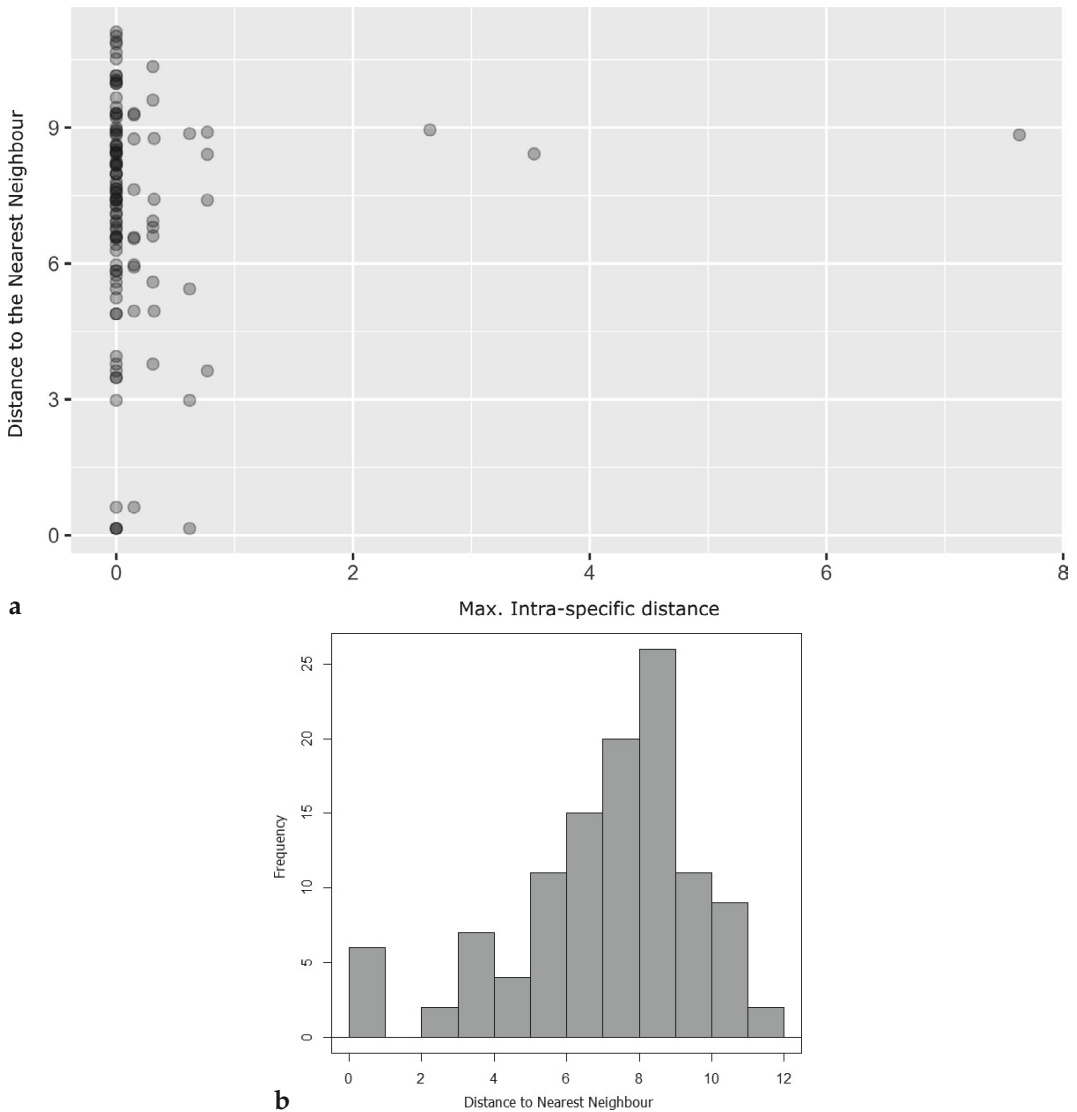 Distance to the Nearest Neighbour
9
6
3
0
0 2 4 6 8
a
Max. Intra-specific distance
Frequency
25
20
15
10
5
0
0 2 4 6 8 10 12
b
Distance to Nearest Neighbour